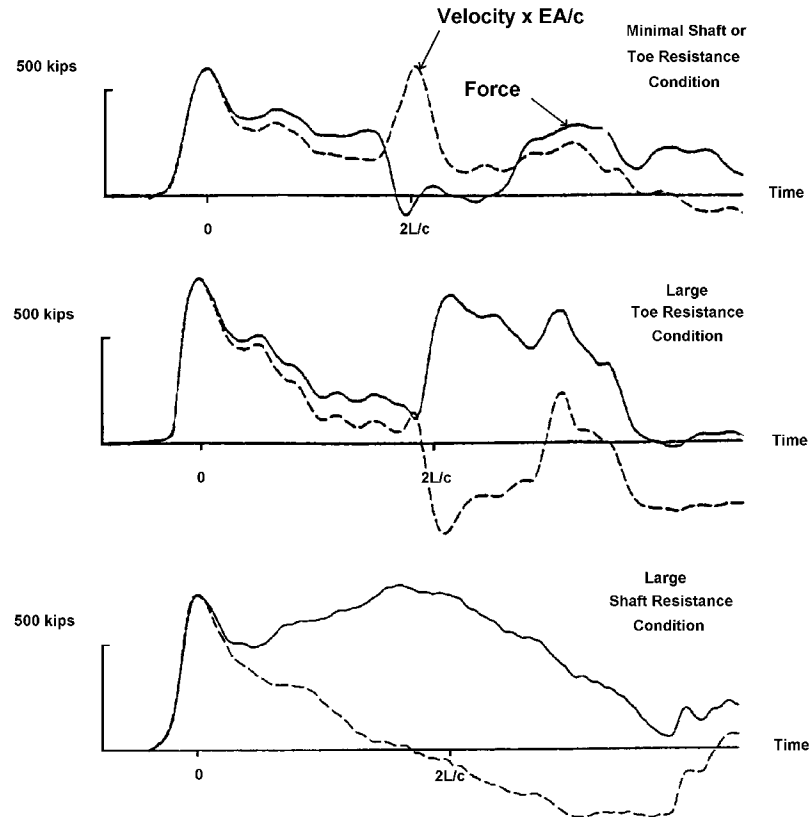 Velocity x EA/c
Minimal Shaft or
Toe Resistance
Condition
500 kips
Force
Time
0
2L/c
Large
Toe Resistance
Condition
500 kips
Time
0
2L/c
Large
Shaft Resistance
Condition
500 kips
Time
0
2L/c